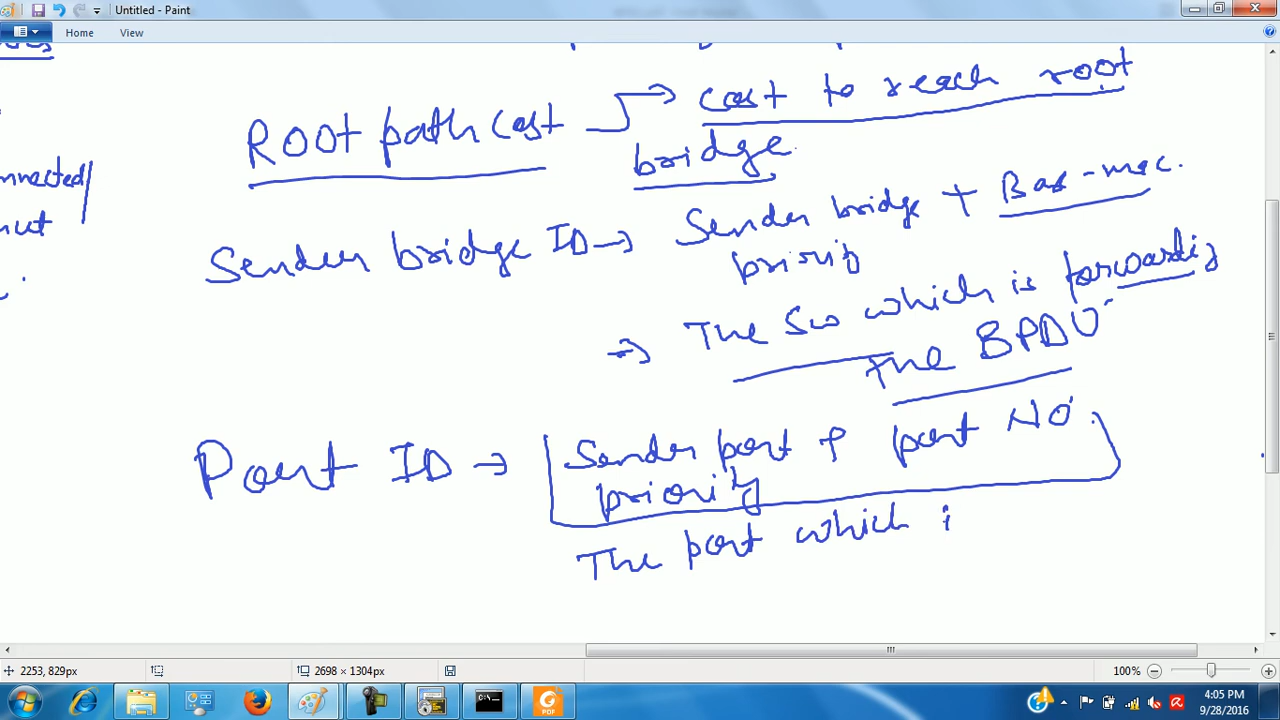 Untitled - Paint
Home View
Root path cost → cost to reach root
bridge
nnected/
Sender bridge ID → Sender bridge + Bas-mac.
priority
⇒ The SW which is forwarding
the BPDU
Port ID → Sender port + port NO.
priority
The port which i
2253, 829px
2698 × 1304px
100%
C:\
PDF
4:05 PM
9/28/2016